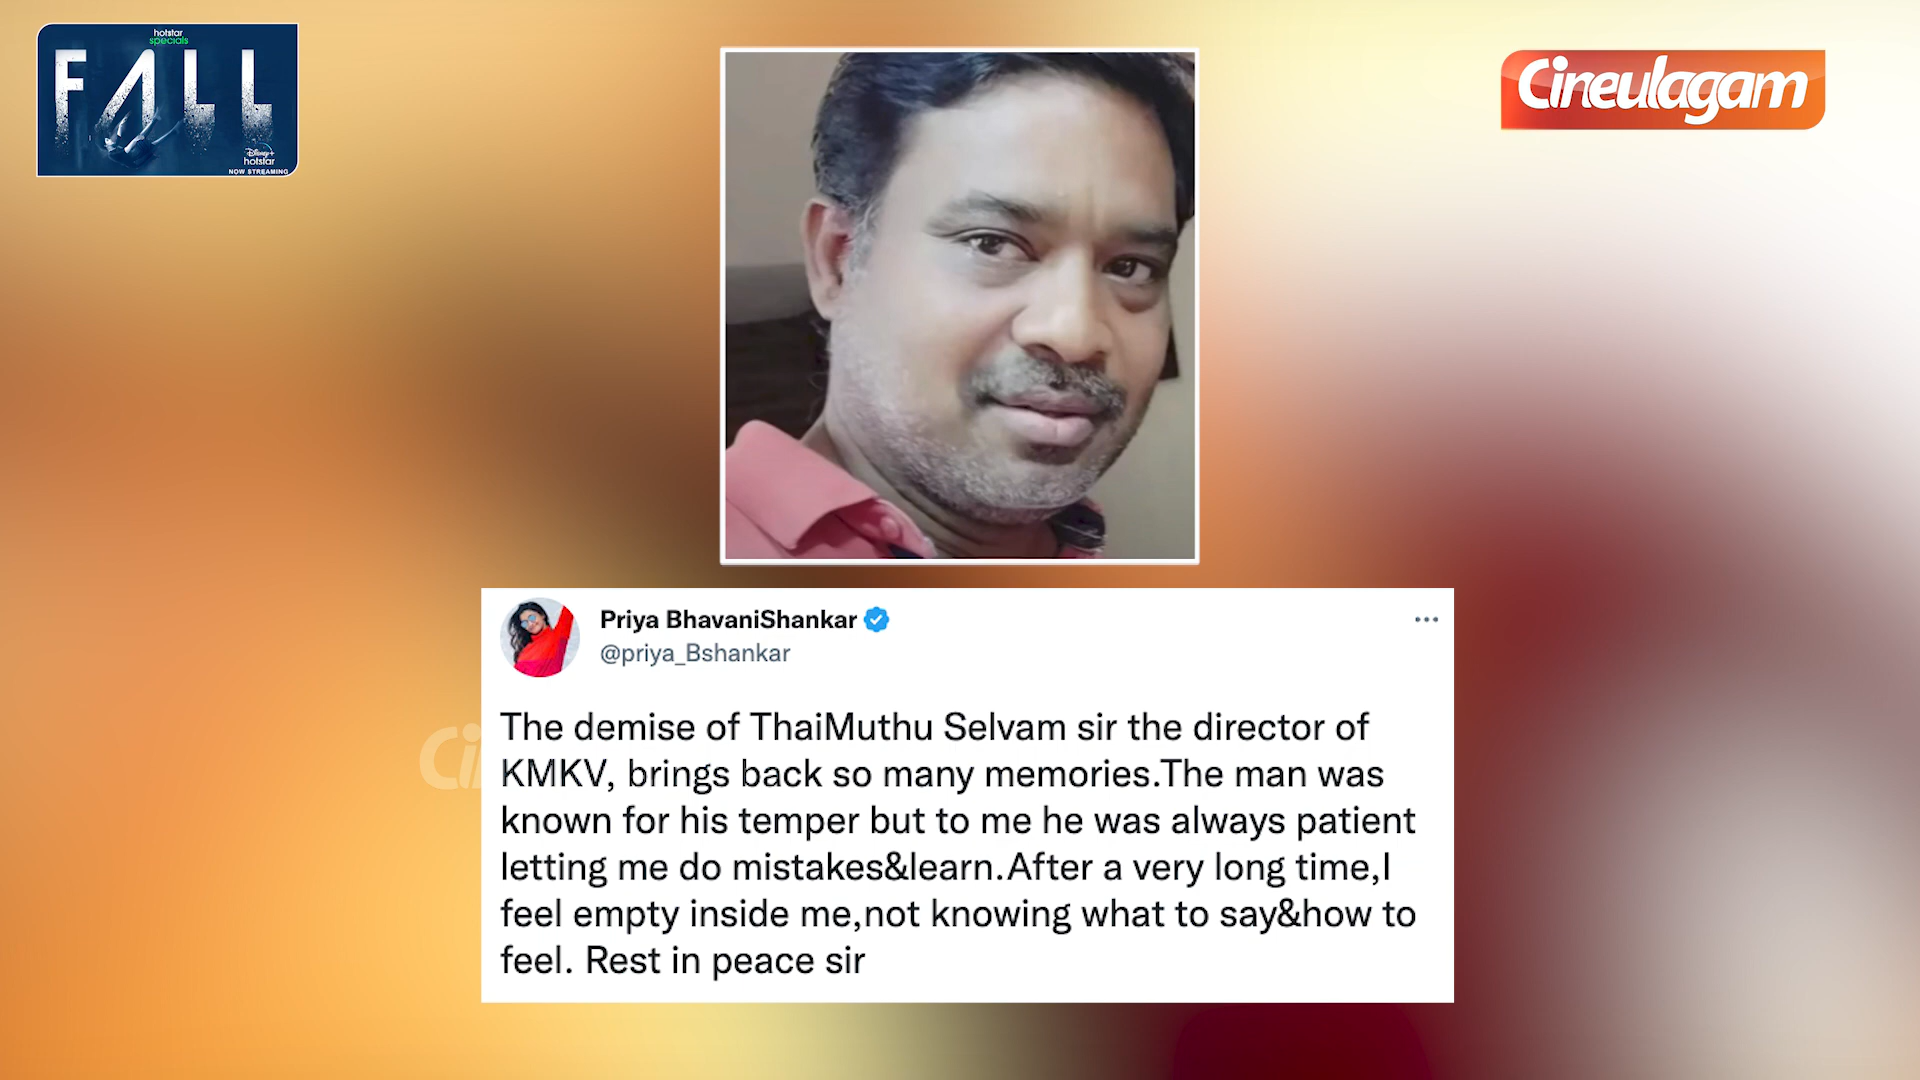 hotstar
specials
FALL
Disney+
hotstar
NOW STREAMING
Cineulagam
Priya BhavaniShankar
@priya_Bshankar
The demise of ThaiMuthu Selvam sir the director of
KMKV, brings back so many memories.The man was
known for his temper but to me he was always patient
letting me do mistakes&learn.After a very long time,I
feel empty inside me,not knowing what to say&how to
feel. Rest in peace sir
Ci